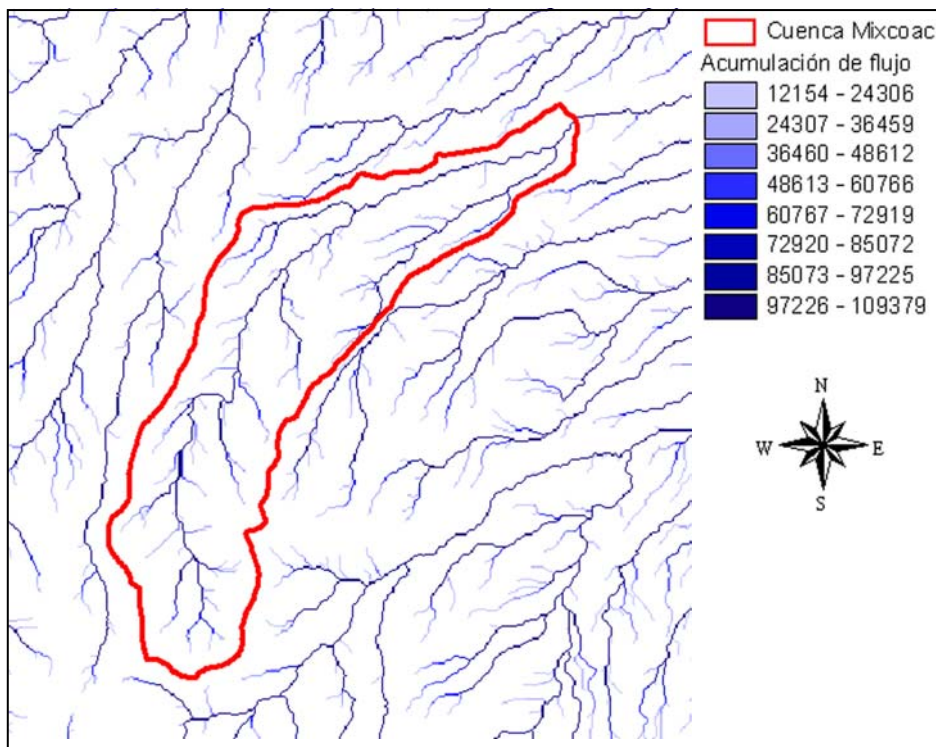 Cuenca Mixcoac
Acumulación de flujo
12154 - 24306
24307 - 36459
36460 - 48612
48613 - 60766
60767 - 72919
72920 - 85072
85073 - 97225
97226 - 109379
N
W E
S